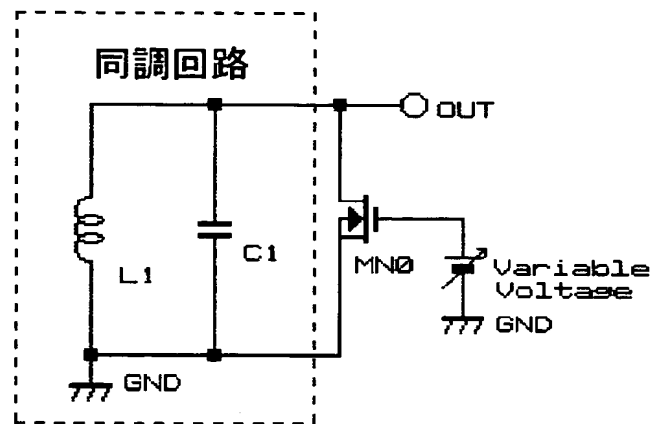 同調回路
OUT
L1
C1
MN0
Variable
Voltage
GND
GND